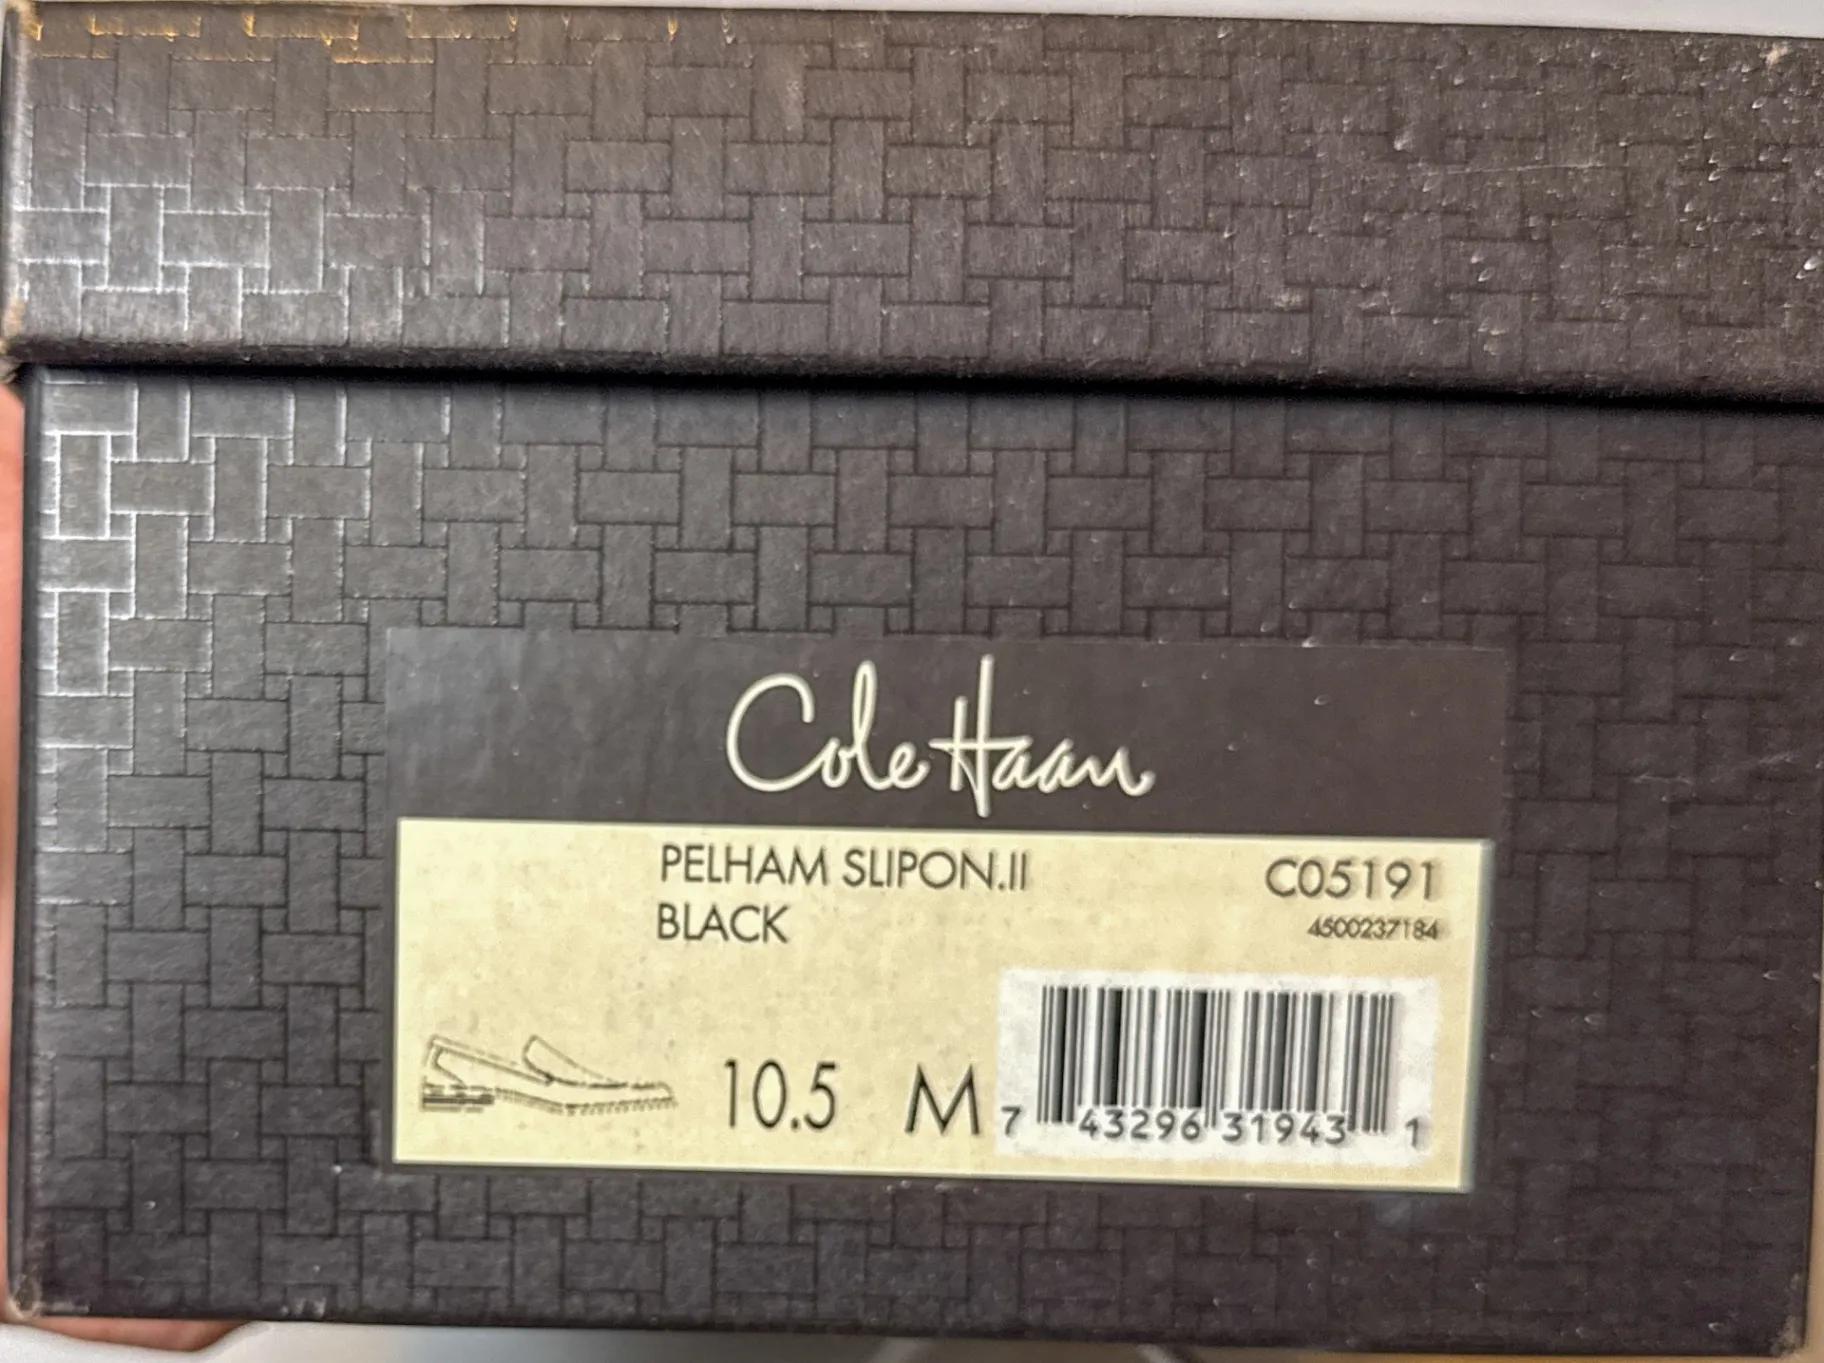 Cole Haan
PELHAM SLIPON.II
C05191
BLACK
4500237184
10.5 M
7 43296 31943 1